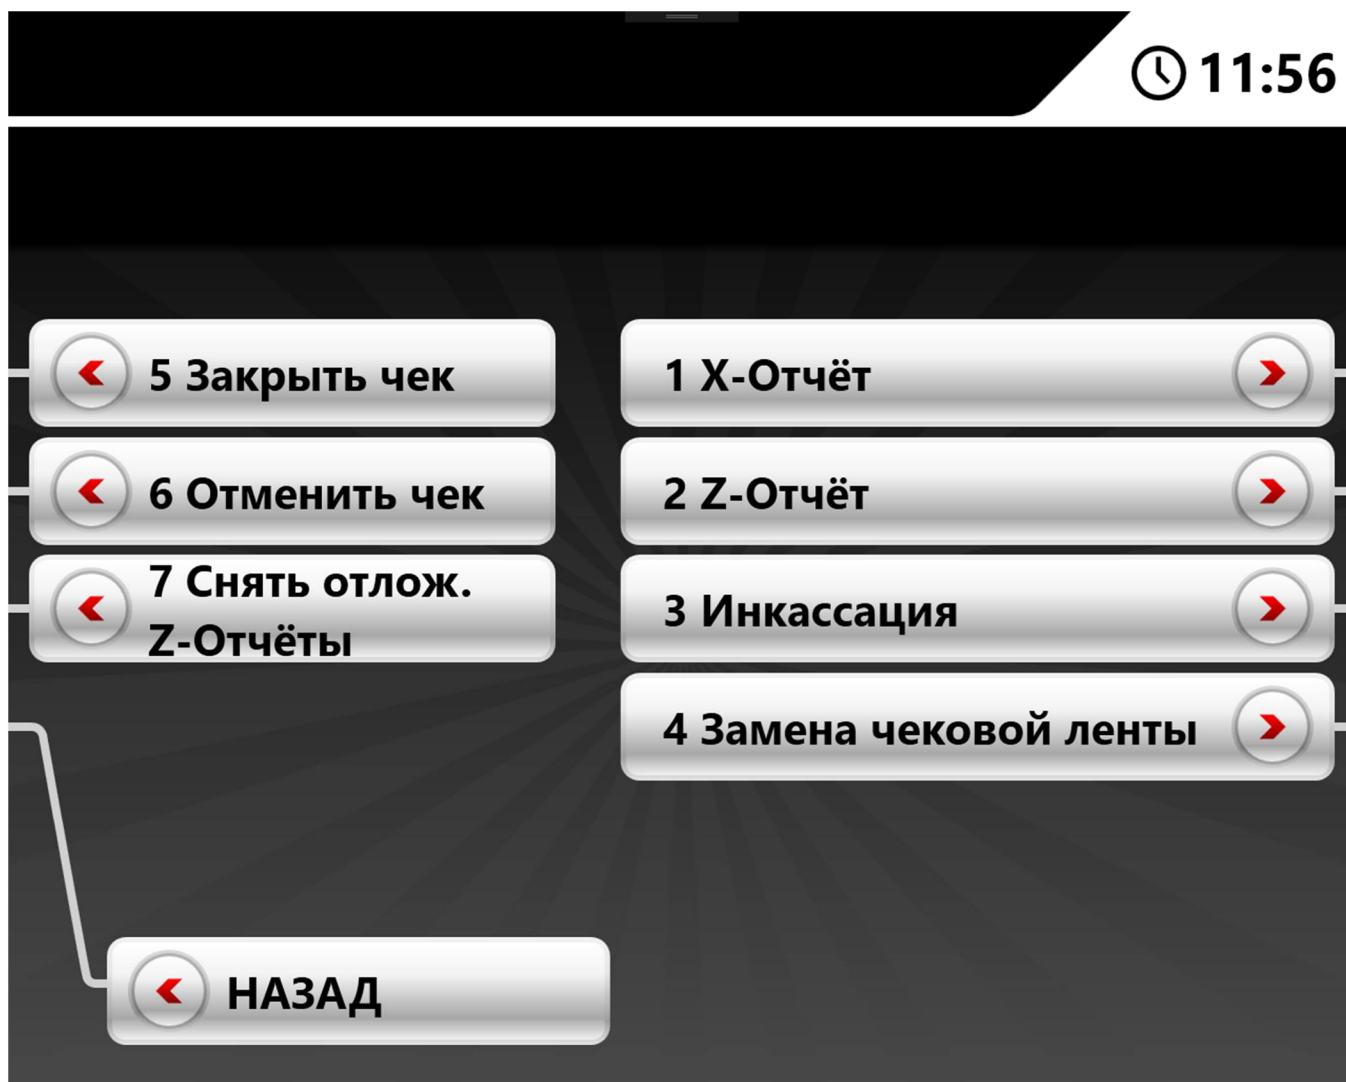 11:56
5 Закрыть чек
1 X-Отчёт
6 Отменить чек
2 Z-Отчёт
7 Снять отлож.
Z-Отчёты
3 Инкассация
4 Замена чековой ленты
НАЗАД